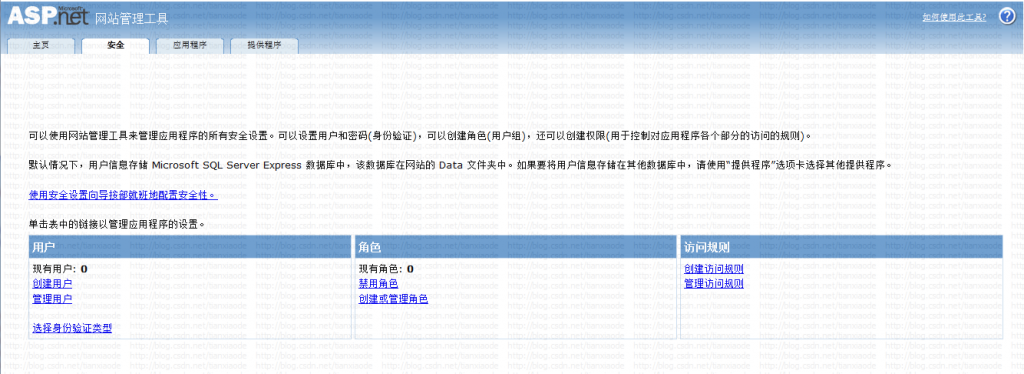 Microsoft
ASP.net 网站管理工具
如何使用此工具? ?
主页 安全 应用程序 提供程序
可以使用网站管理工具来管理应用程序的所有安全设置。可以设置用户和密码(身份验证)，可以创建角色(用户组)，还可以创建权限(用于控制对应用程序各个部分的访问的规则)。
默认情况下，用户信息存储 Microsoft SQL Server Express 数据库中，该数据库在网站的 Data 文件夹中。如果要将用户信息存储在其他数据库中，请使用“提供程序”选项卡选择其他提供程序。
使用安全设置向导按部就班地配置安全性。
单击表中的链接以管理应用程序的设置。
用户 角色 访问规则
现有用户: 0 现有角色: 0 创建访问规则
创建用户 禁用角色 管理访问规则
管理用户 创建或管理角色
选择身份验证类型